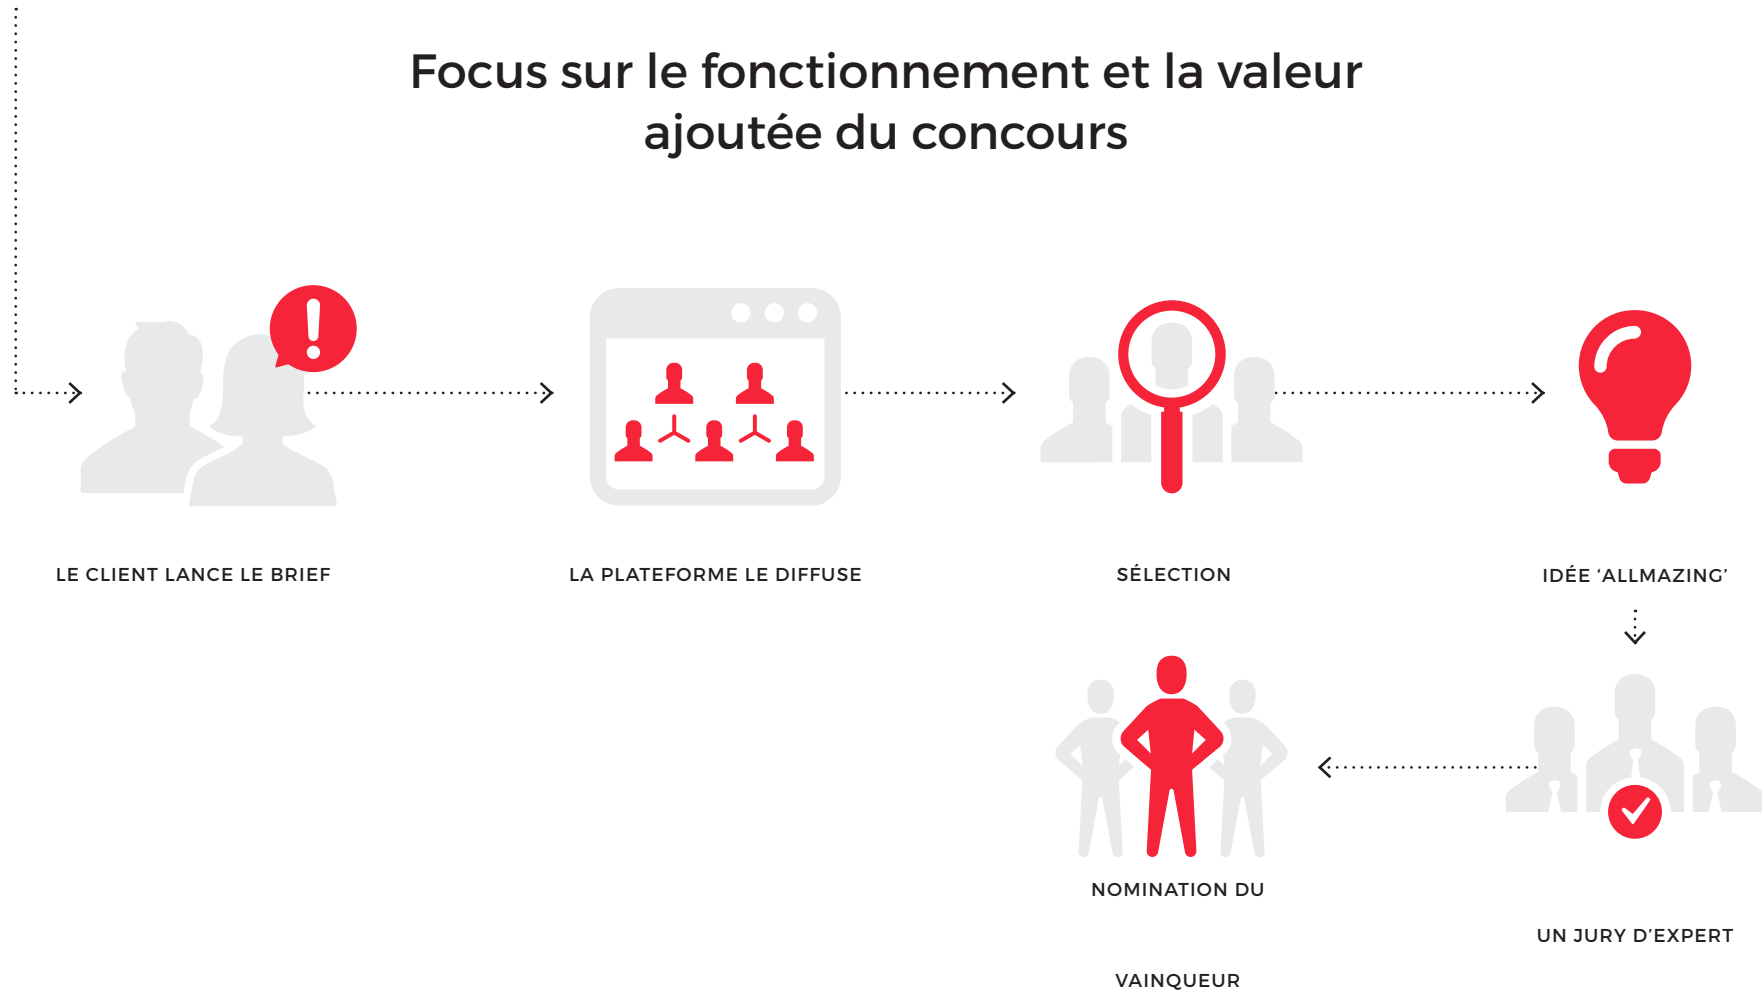 Focus sur le fonctionnement et la valeur
ajoutée du concours
LE CLIENT LANCE LE BRIEF
LA PLATEFORME LE DIFFUSE
SÉLECTION
IDÉE ‘ALLMAZING’
UN JURY D’EXPERT
NOMINATION DU
VAINQUEUR